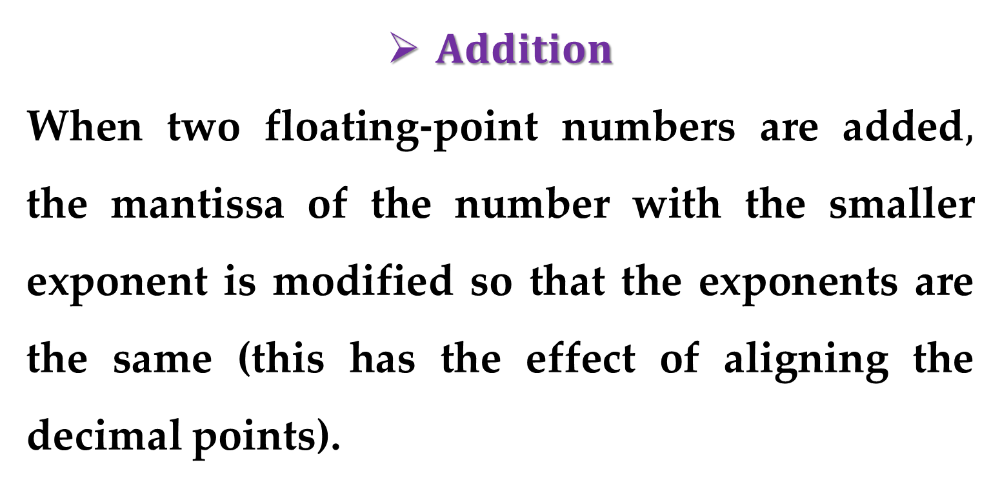 ➢ Addition
When two floating-point numbers are added,
the mantissa of the number with the smaller
exponent is modified so that the exponents are
the same (this has the effect of aligning the
decimal points).